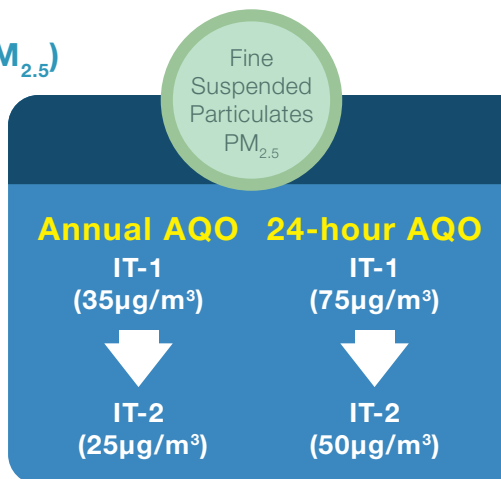 M₂.₅)
Fine
Suspended
Particulates
PM₂.₅
Annual AQO 24-hour AQO
IT-1 IT-1
(35µg/m³) (75µg/m³)
IT-2 IT-2
(25µg/m³) (50µg/m³)